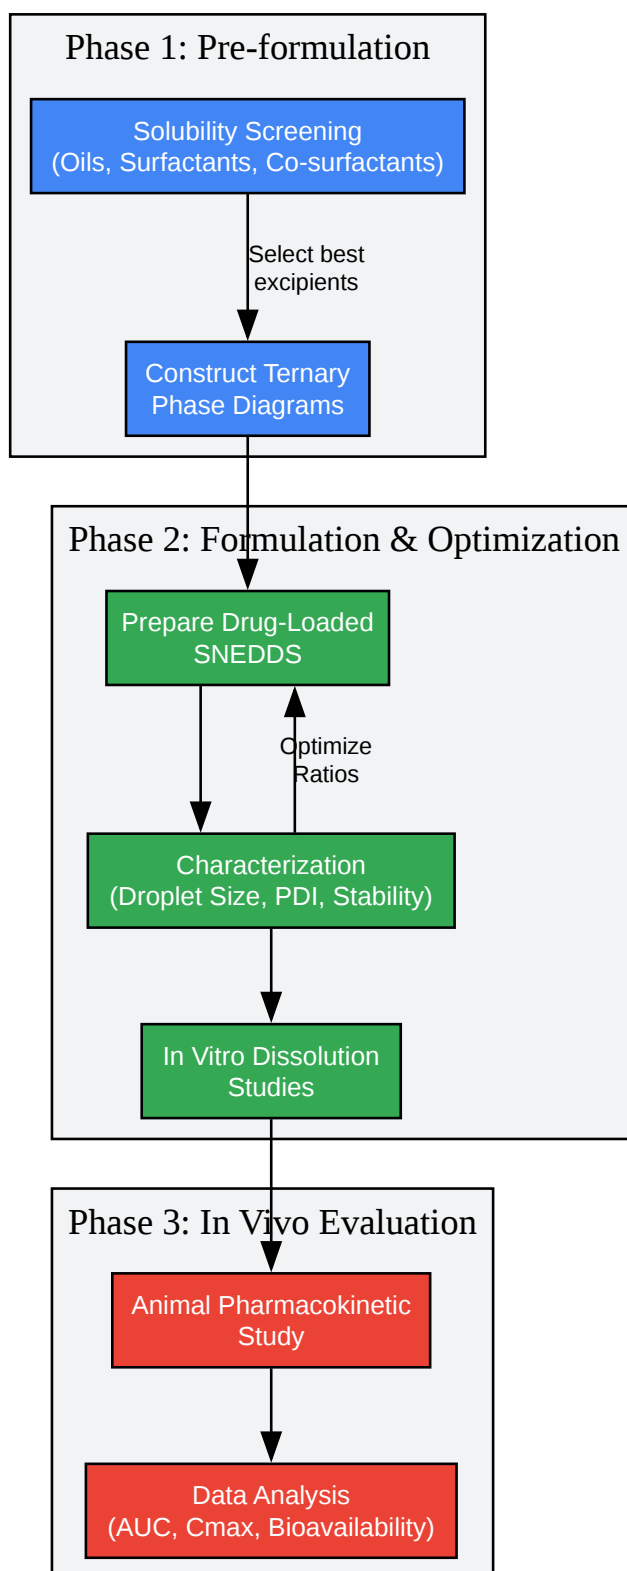 Phase 1: Pre-formulation
Solubility Screening
(Oils, Surfactants, Co-surfactants)
Select best
excipients
Construct Ternary
Phase Diagrams
Phase 2: Formulation & Optimization
Prepare Drug-Loaded
SNEDDS
Optimize
Ratios
Characterization
(Droplet Size, PDI, Stability)
In Vitro Dissolution
Studies
Phase 3: In Vivo Evaluation
Animal Pharmacokinetic
Study
Data Analysis
(AUC, Cmax, Bioavailability)